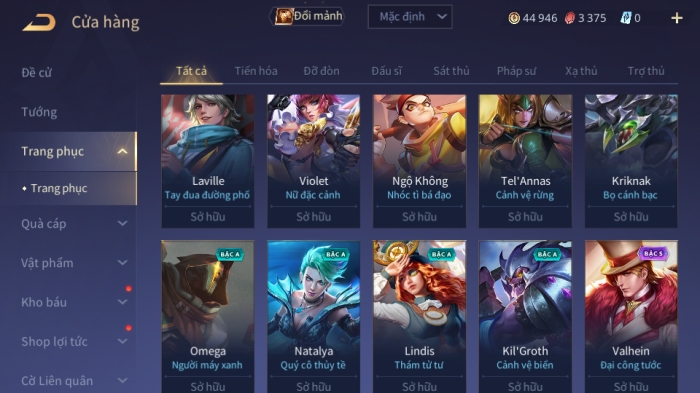 Cửa hàng
Đổi mảnh
Mặc định
44 946
3 375
0
Đề cử
Tướng
Trang phục
Trang phục
Quà cáp
Vật phẩm
Kho báu
Shop lợi tức
Cờ Liên quân
Tất cả Tiến hóa Đỡ đòn Đấu sĩ Sát thủ Pháp sư Xạ thủ Trợ thủ
Laville
Tay đua đường phố
Sở hữu
Violet
Nữ đặc cảnh
Sở hữu
Ngộ Không
Nhóc tì bá đạo
Sở hữu
Tel'Annas
Cảnh vệ rừng
Sở hữu
Kriknak
Bọ cánh bạc
Sở hữu
BẬC A
Omega
Người máy xanh
Sở hữu
BẬC A
Natalya
Quý cô thủy tề
Sở hữu
BẬC A
Lindis
Thám tử tư
Sở hữu
BẬC A
Kil'Groth
Cảnh vệ biển
Sở hữu
BẬC S
Valhein
Đại công tước
Sở hữu